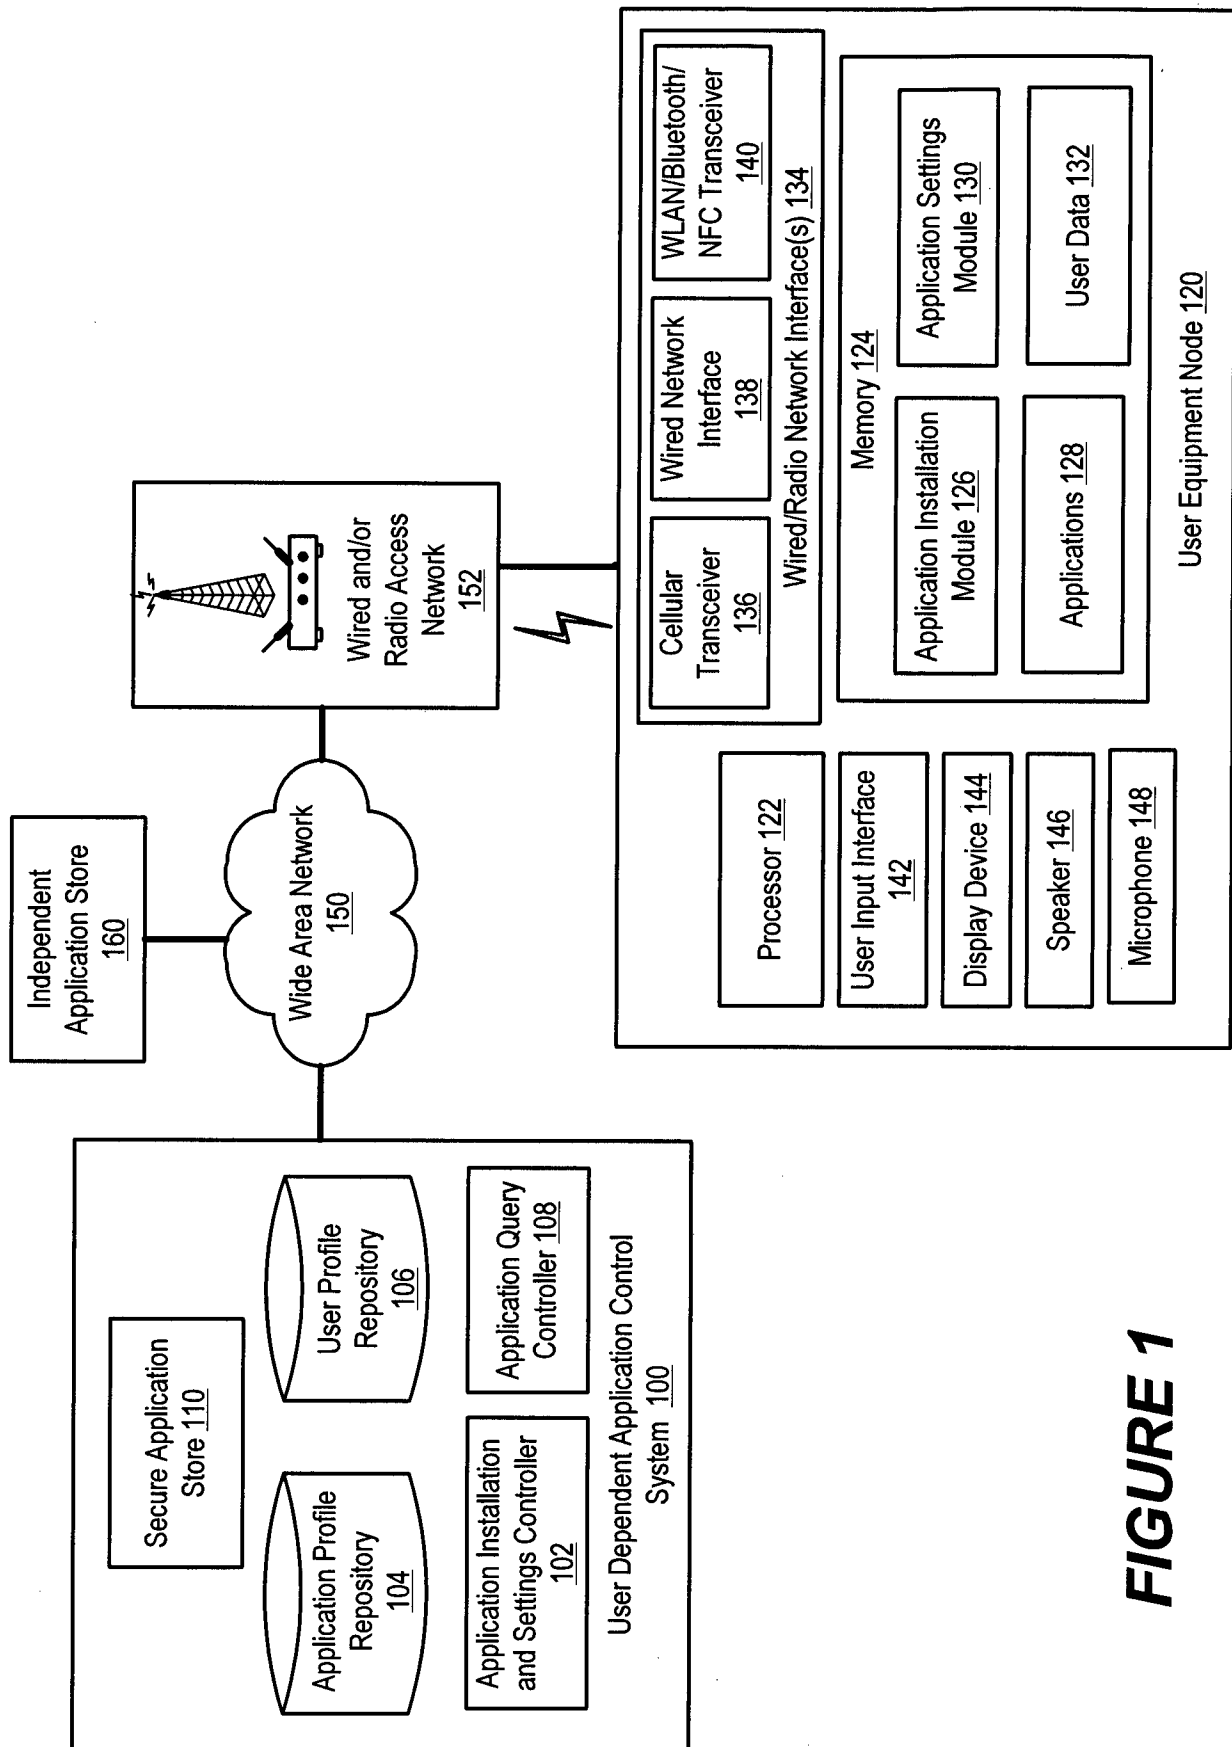 Independent
Application Store
160
Secure Application
Store 110
Application Profile
Repository
104
User Profile
Repository
106
Application Installation
and Settings Controller
102
Application Query
Controller 108
User Dependent Application Control
System 100
Wide Area Network
150
Wired and/or
Radio Access
Network
152
Processor 122
User Input Interface
142
Display Device 144
Speaker 146
Microphone 148
Cellular
Transceiver
136
Wired Network
Interface
138
WLAN/Bluetooth/
NFC Transceiver
140
Wired/Radio Network Interface(s) 134
Memory 124
Application Installation
Module 126
Application Settings
Module 130
Applications 128
User Data 132
User Equipment Node 120
FIGURE 1